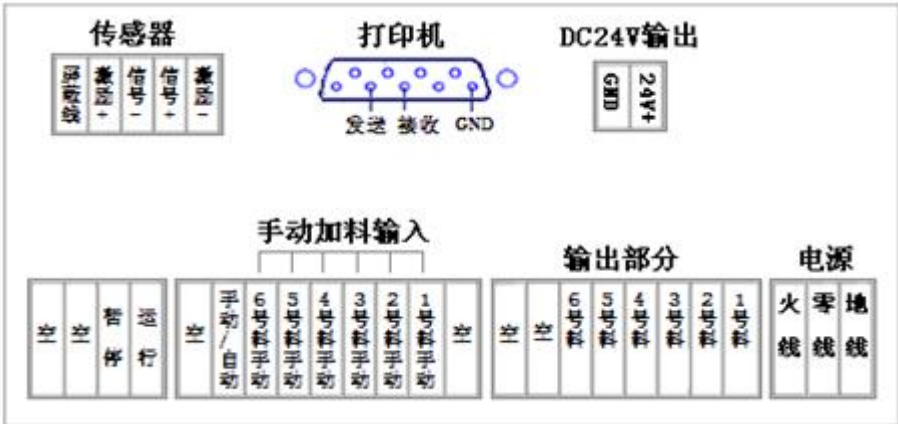 传感器
打印机
DC24V输出
屏蔽线
激励+
信号-
信号+
激励-
发送 接收 GND
GND
24V+
手动加料输入
输出部分
电源
空
空
暂停
运行
空
手动/自动
6号料手动
5号料手动
4号料手动
3号料手动
2号料手动
1号料手动
空
空
空
6号料
5号料
4号料
3号料
2号料
1号料
火线
零线
地线